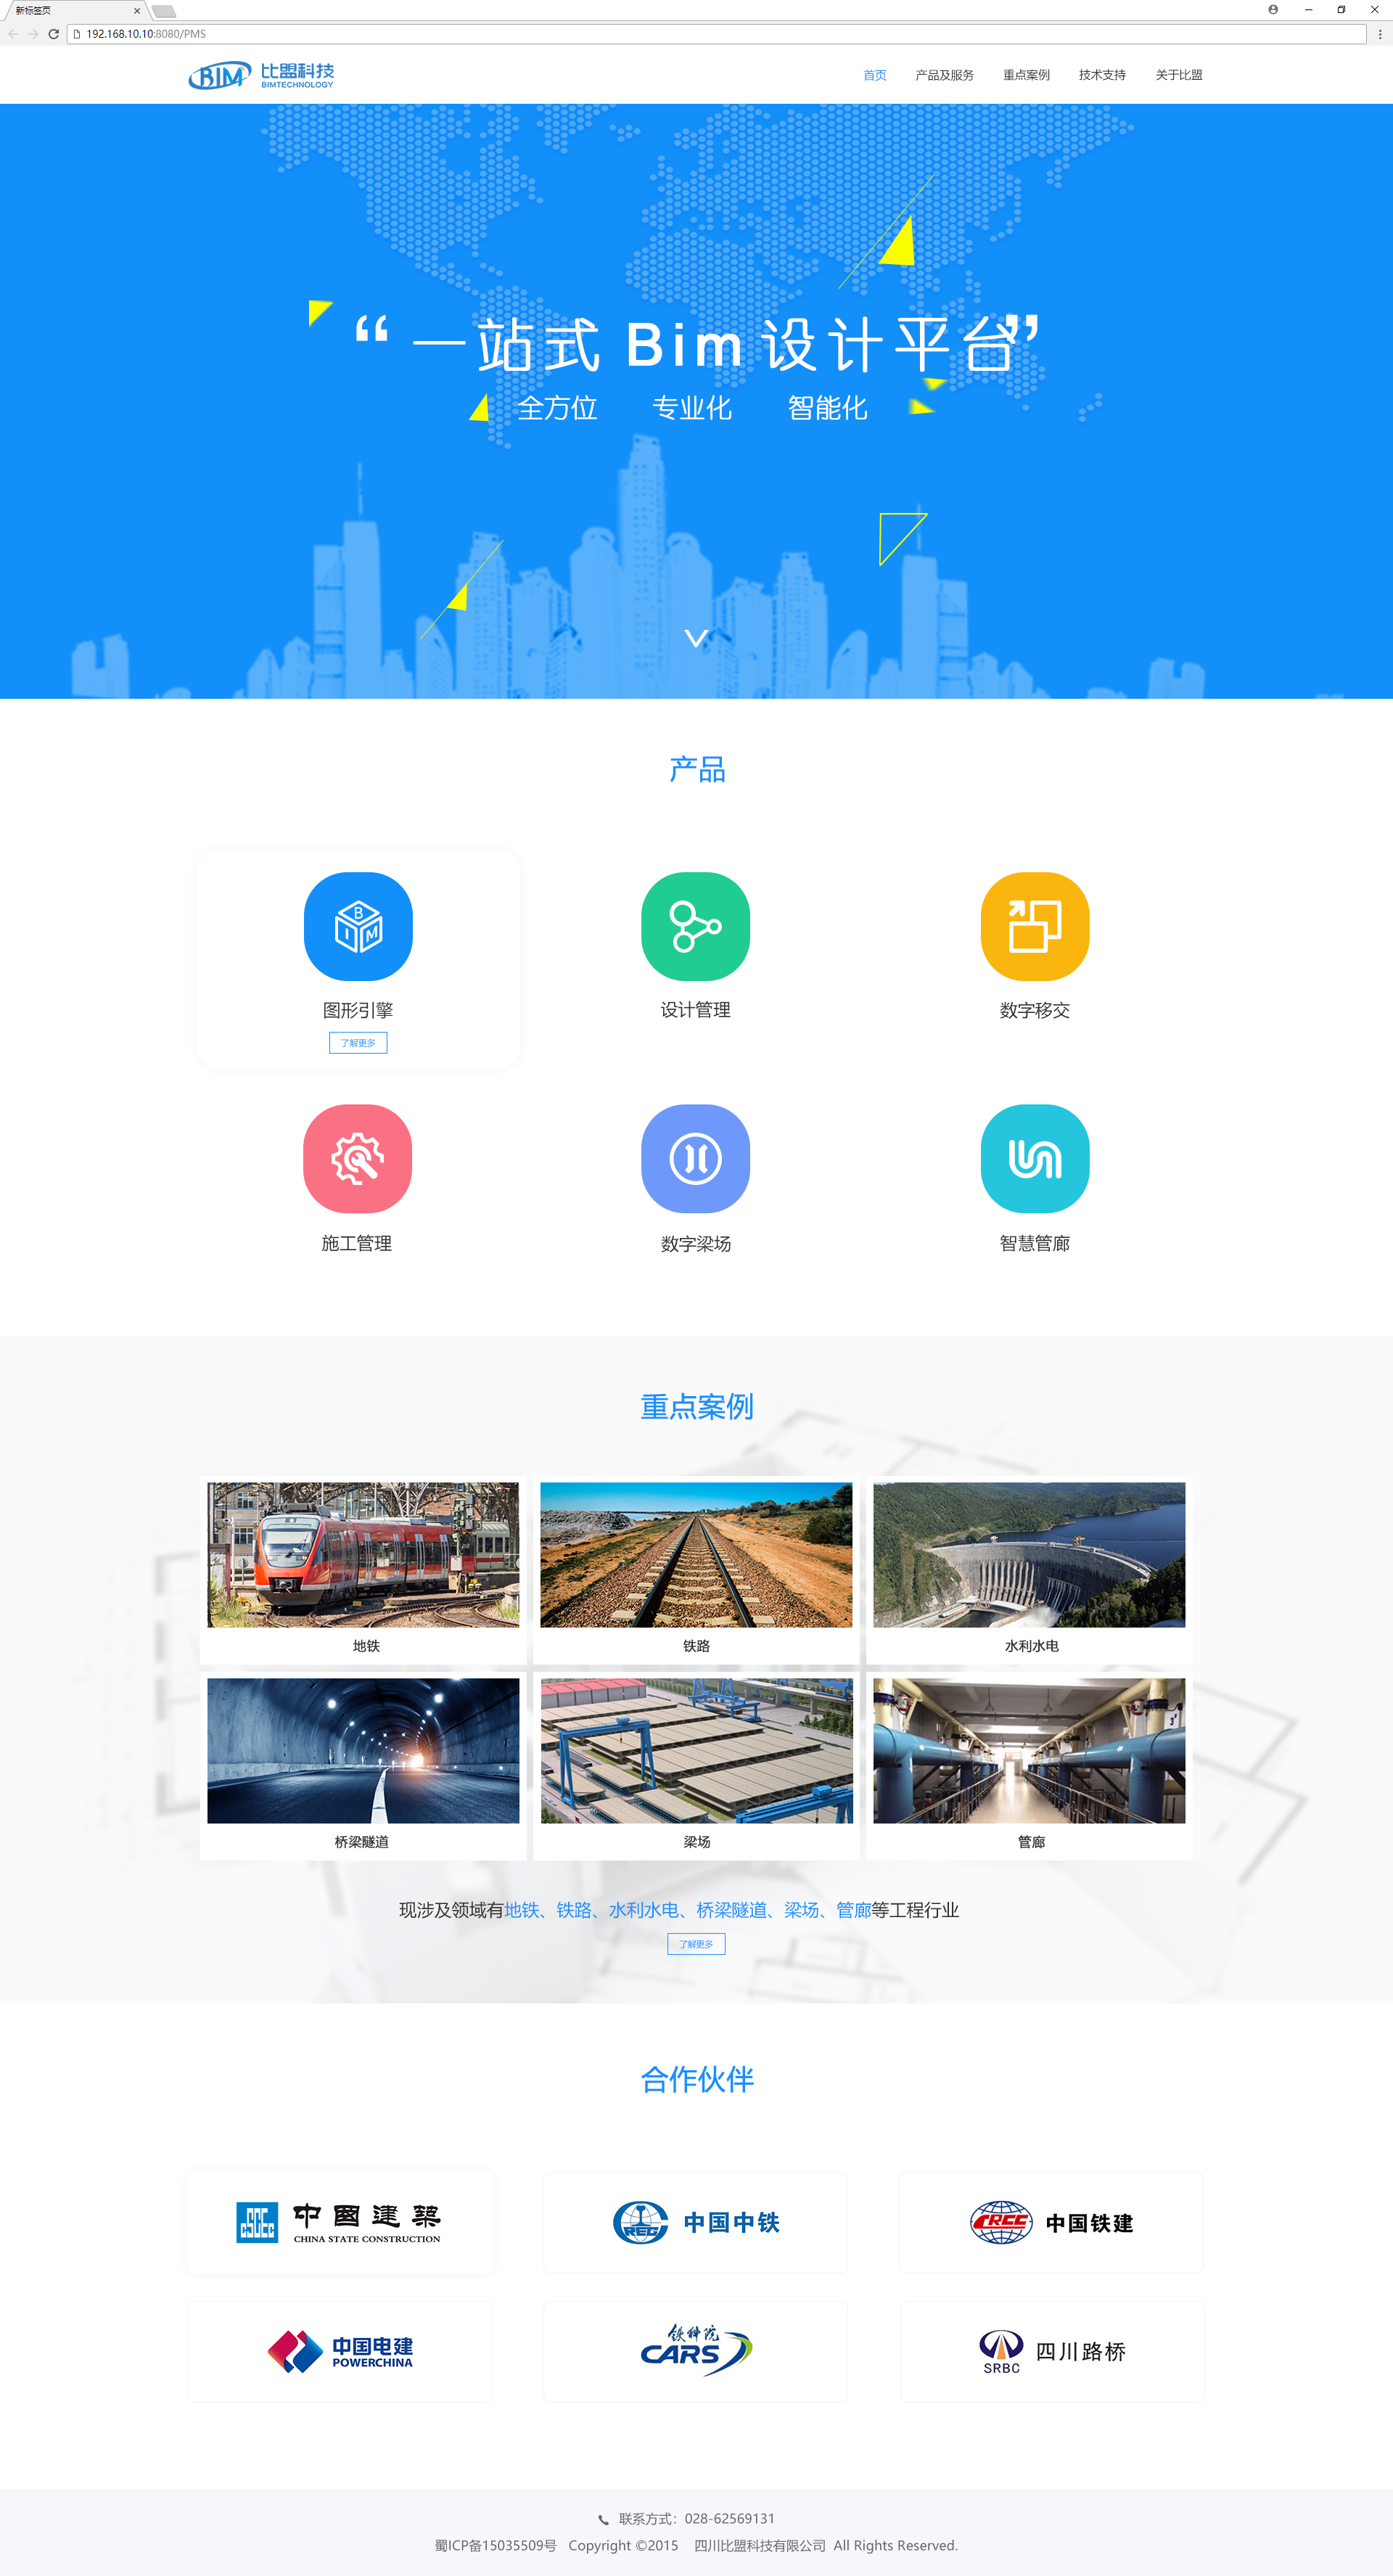 新标签页
192.168.10.10:8080/PMS
BIM 比盟科技
BIMTECHNOLOGY
首页 产品及服务 重点案例 技术支持 关于比盟
“一站式 Bim 设计平台”
全方位 专业化 智能化
产品
B I M
图形引擎 设计管理 数字移交
了解更多
施工管理 数字梁场 智慧管廊
重点案例
地铁 铁路 水利水电
桥梁隧道 梁场 管廊
现涉及领域有地铁、铁路、水利水电、桥梁隧道、梁场、管廊等工程行业
了解更多
合作伙伴
CSCEC 中國建築 CREC 中国中铁 CRCC 中国铁建
CHINA STATE CONSTRUCTION
中国电建 铁科院 四川路桥
POWERCHINA CARS SRBC
联系方式：028-62569131
蜀ICP备15035509号 Copyright ©2015 四川比盟科技有限公司 All Rights Reserved.